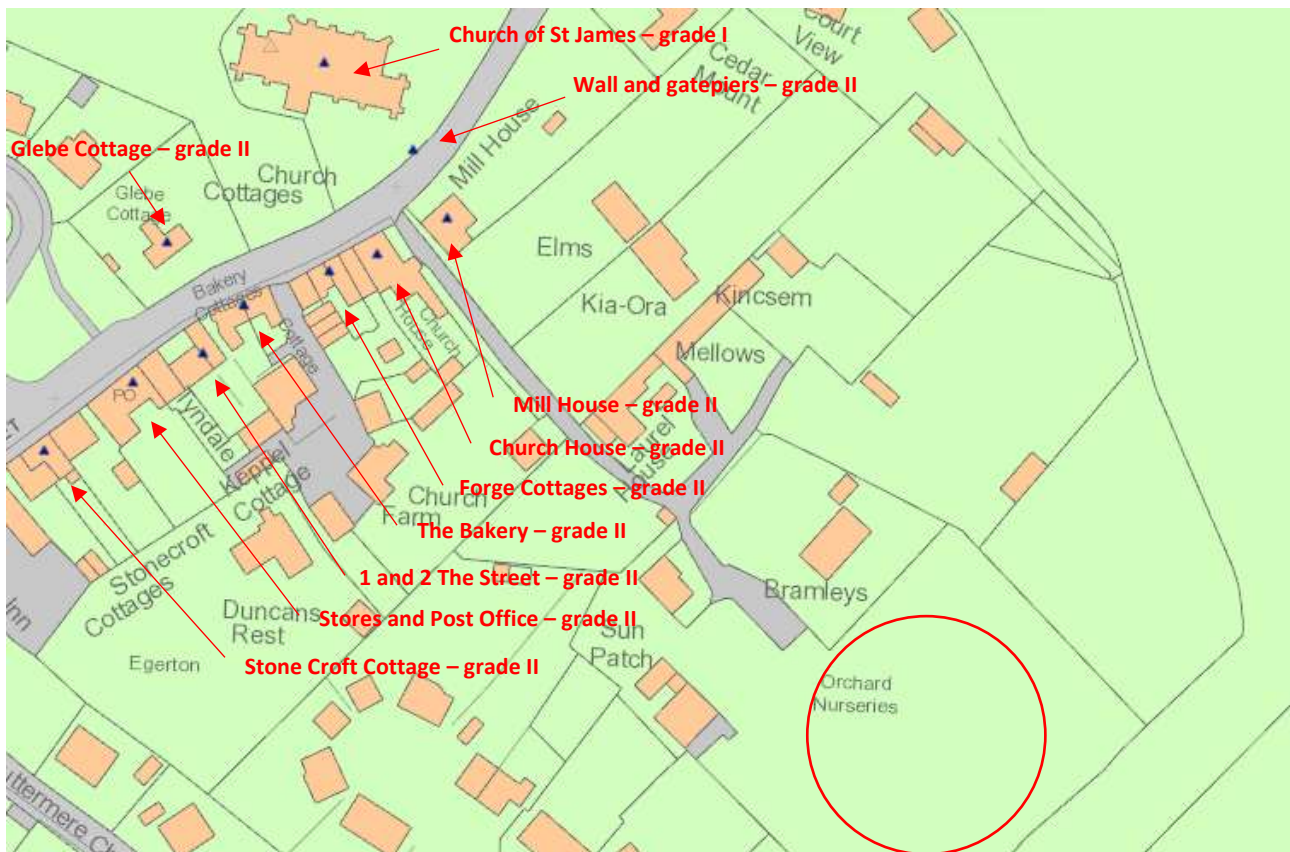 Church of St James – grade I
Court
View
Cedar
Mount
Wall and gatepiers – grade II
Mill House
Glebe Cottage – grade II
Church
Cottages
Glebe
Cottage
Elms
Bakery
Cottages
Cottage
Church
House
Kia-Ora
Kincsem
Mellows
PO
Tyndale
Mill House – grade II
Church House – grade II
Laurel
House
Keppel
Cottage
Forge Cottages – grade II
Church
Farm
The Bakery – grade II
Stonecroft
Cottages
1 and 2 The Street – grade II
Bramleys
Duncans
Rest
Stores and Post Office – grade II
Inn
Sun
Patch
Egerton
Stone Croft Cottage – grade II
Orchard
Nurseries